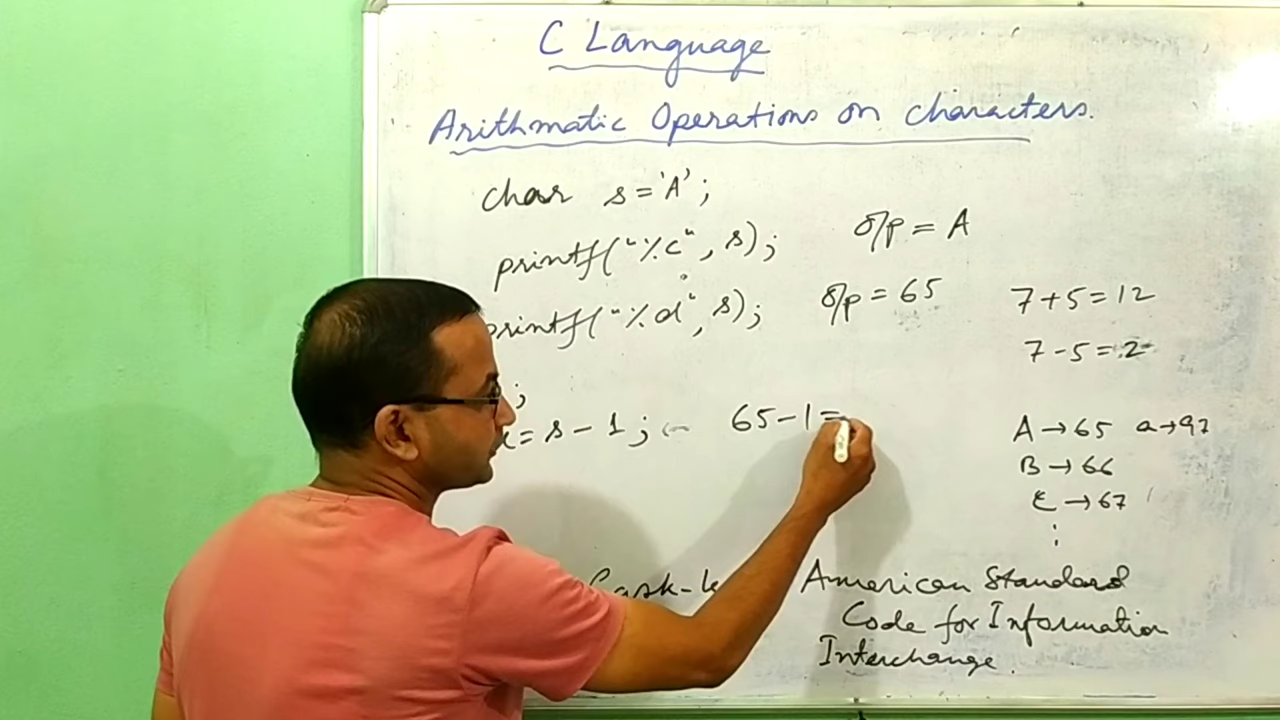 C Language
Arithmatic Operations on characters.
char s='A';
printf("%c", s); o/p = A
printf("%d", s); o/p = 65
7+5=12
7-5=2
;
= s - 1; 65-1=
A→65 a→97
B→66
C→67
American Standard
Code for Information
Interchange.